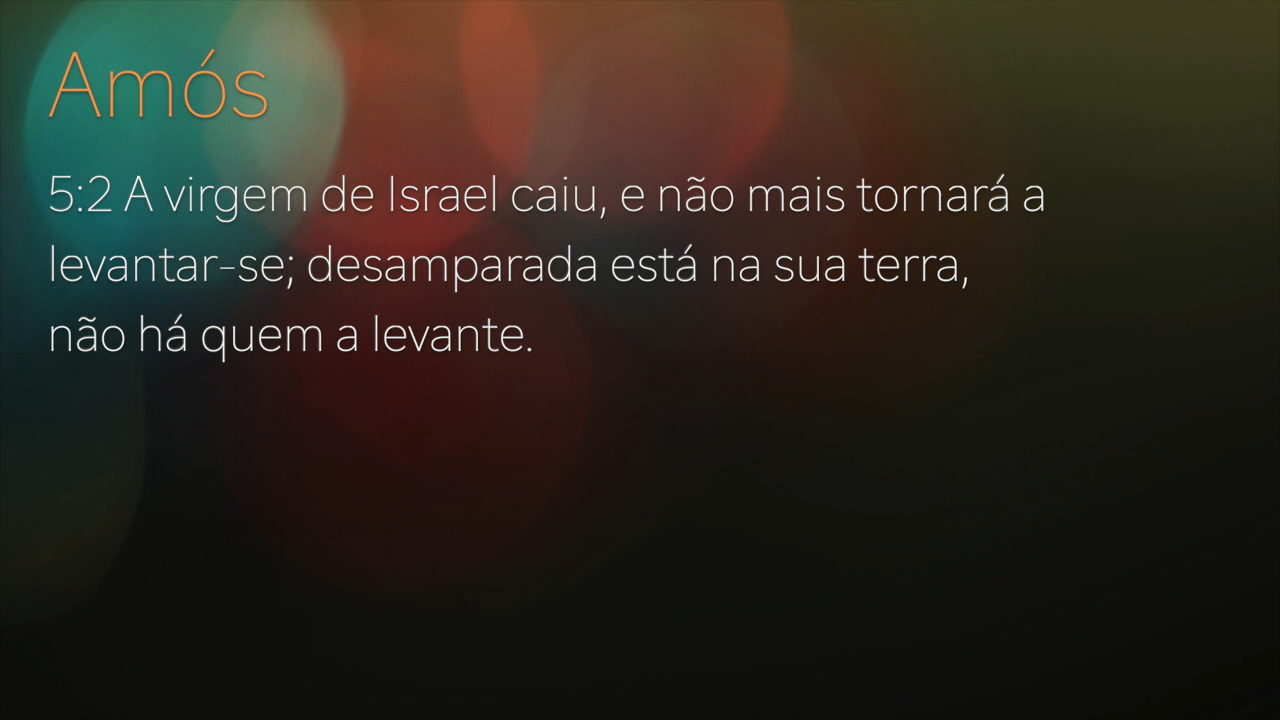 Amós
5:2 A virgem de Israel caiu, e não mais tornará a
levantar-se; desamparada está na sua terra,
não há quem a levante.